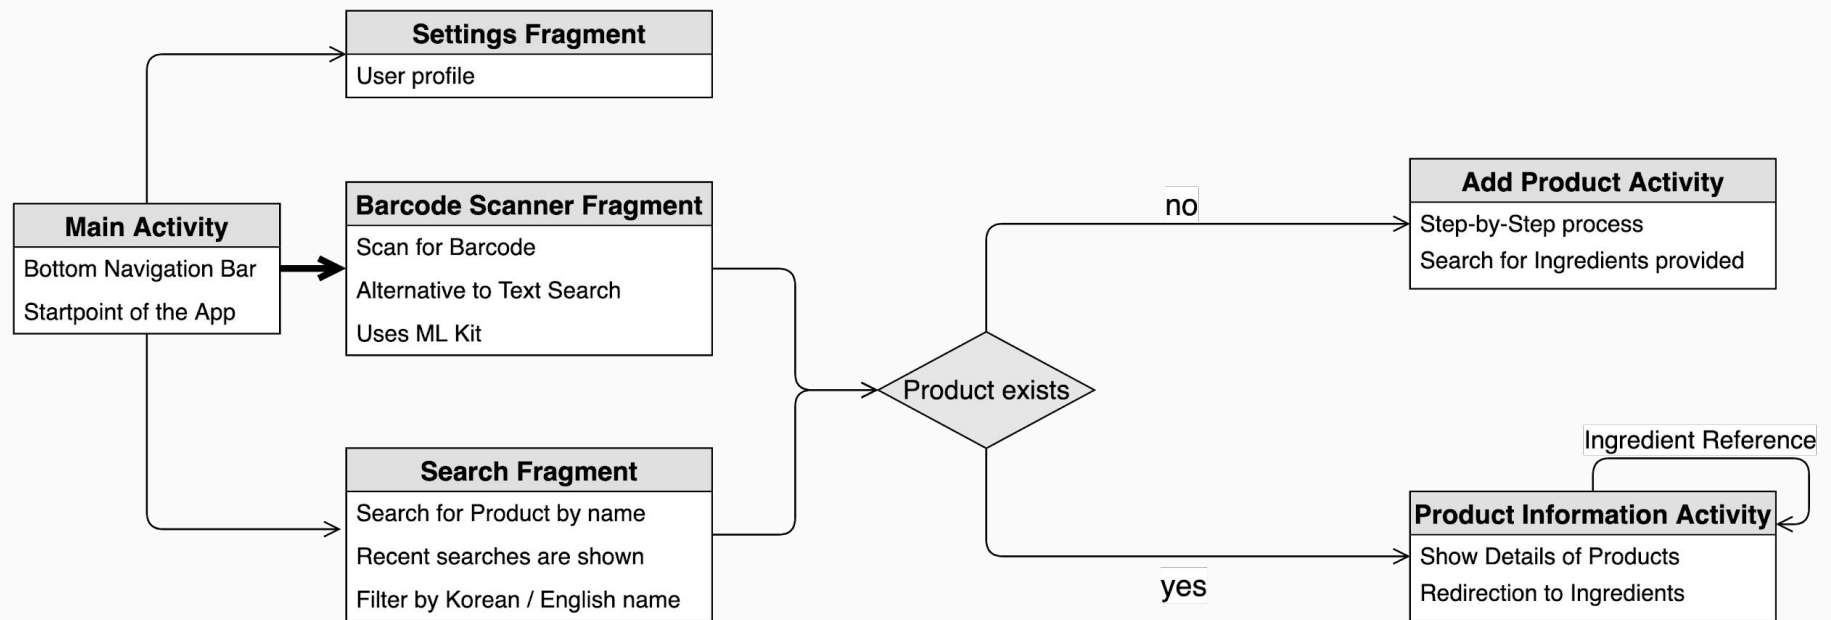 Settings Fragment
User profile
Main Activity
Bottom Navigation Bar
Startpoint of the App
Barcode Scanner Fragment
Scan for Barcode
Alternative to Text Search
Uses ML Kit
Search Fragment
Search for Product by name
Recent searches are shown
Filter by Korean / English name
Product exists
no
Add Product Activity
Step-by-Step process
Search for Ingredients provided
yes
Ingredient Reference
Product Information Activity
Show Details of Products
Redirection to Ingredients